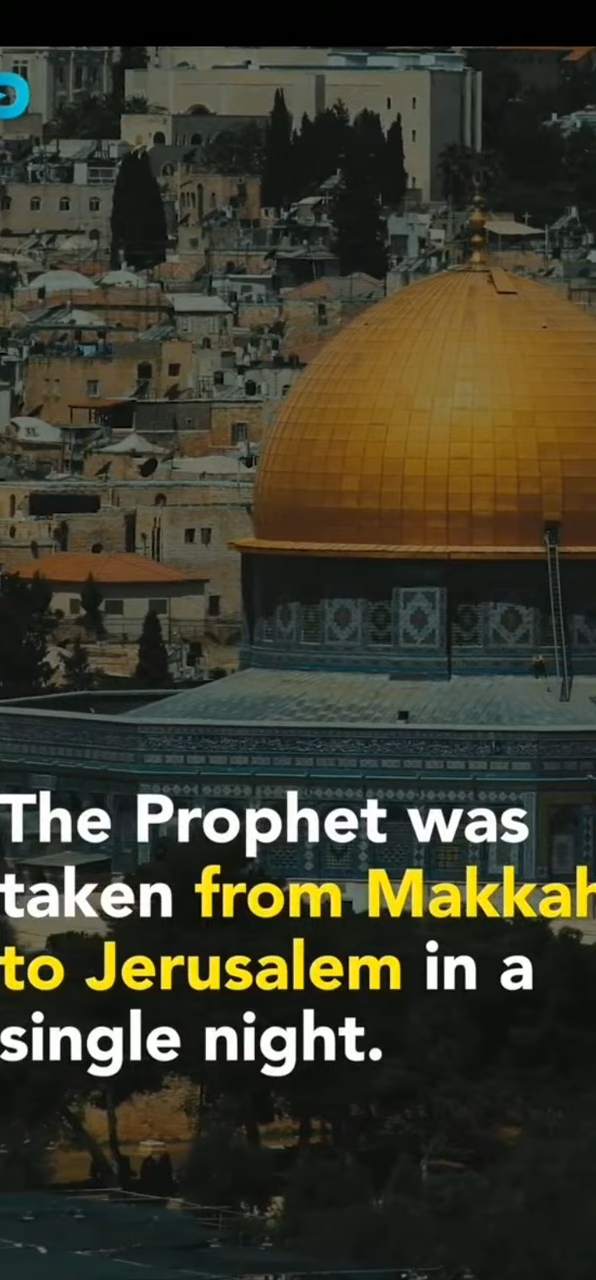 The Prophet was
taken from Makkah
to Jerusalem in a
single night.